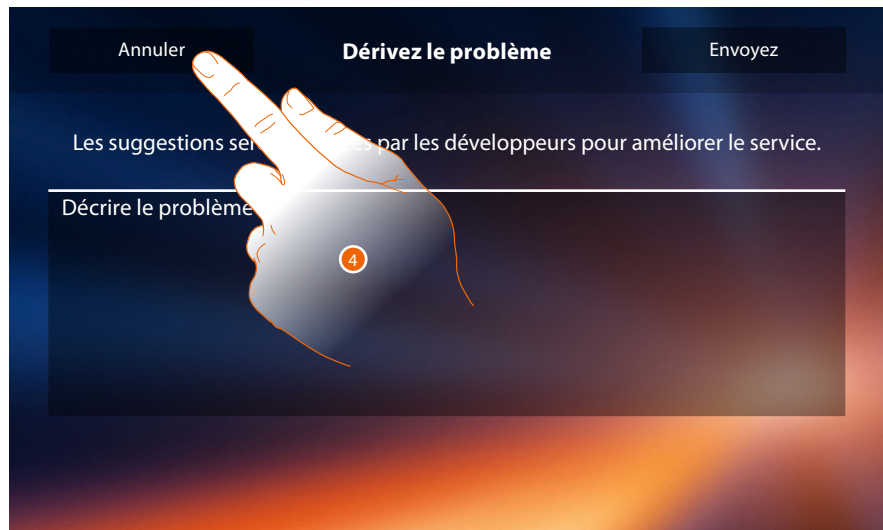 Annuler
Dérivez le problème
Envoyez
Les suggestions ser par les développeurs pour améliorer le service.
Décrire le problème
4